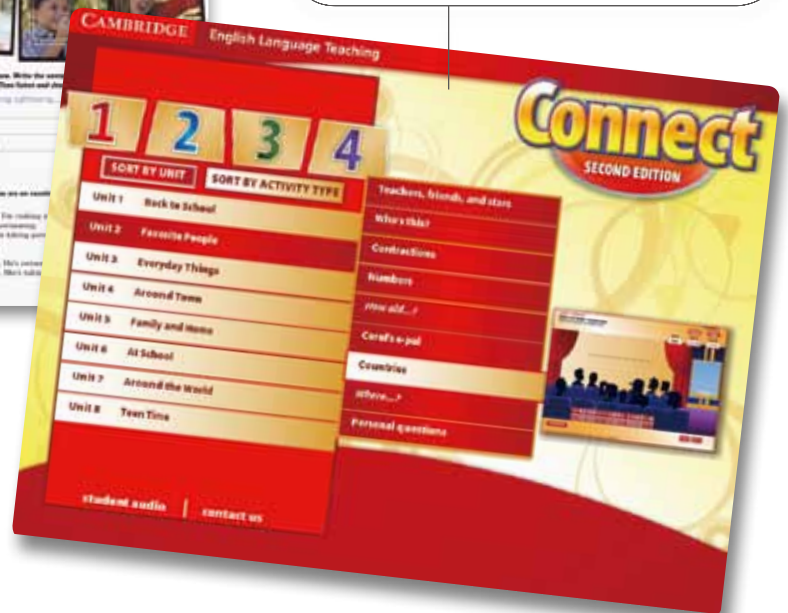 CAMBRIDGE English Language Teaching
Connect
SECOND EDITION
1 2 3 4
SORT BY UNIT
SORT BY ACTIVITY TYPE
Unit 1 Back to School
Unit 2 Favorite People
Unit 3 Everyday Things
Unit 4 Around Town
Unit 5 Family and Home
Unit 6 At School
Unit 7 Around the World
Unit 8 Teen Time
Teachers, friends, and stars
Who's this?
Contractions
Numbers
How old...?
Carol's e-pal
Countries
Where...?
Personal questions
student audio | contact us